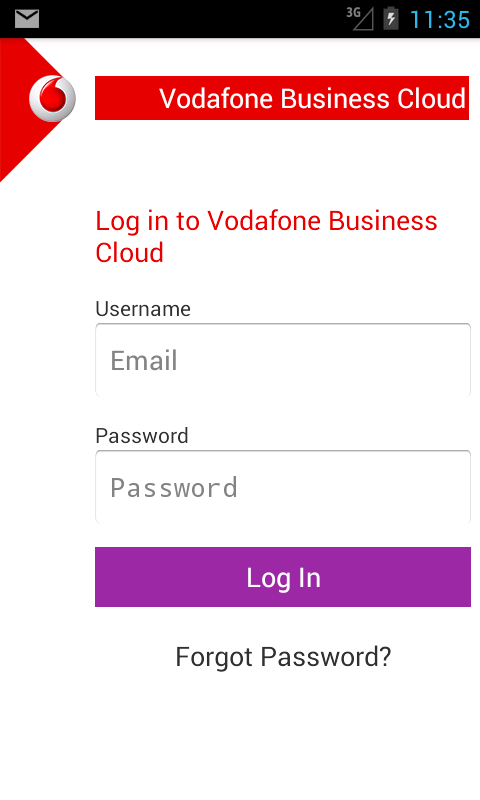 3G 11:35
Vodafone Business Cloud
Log in to Vodafone Business
Cloud
Username
Email
Password
Password
Log In
Forgot Password?